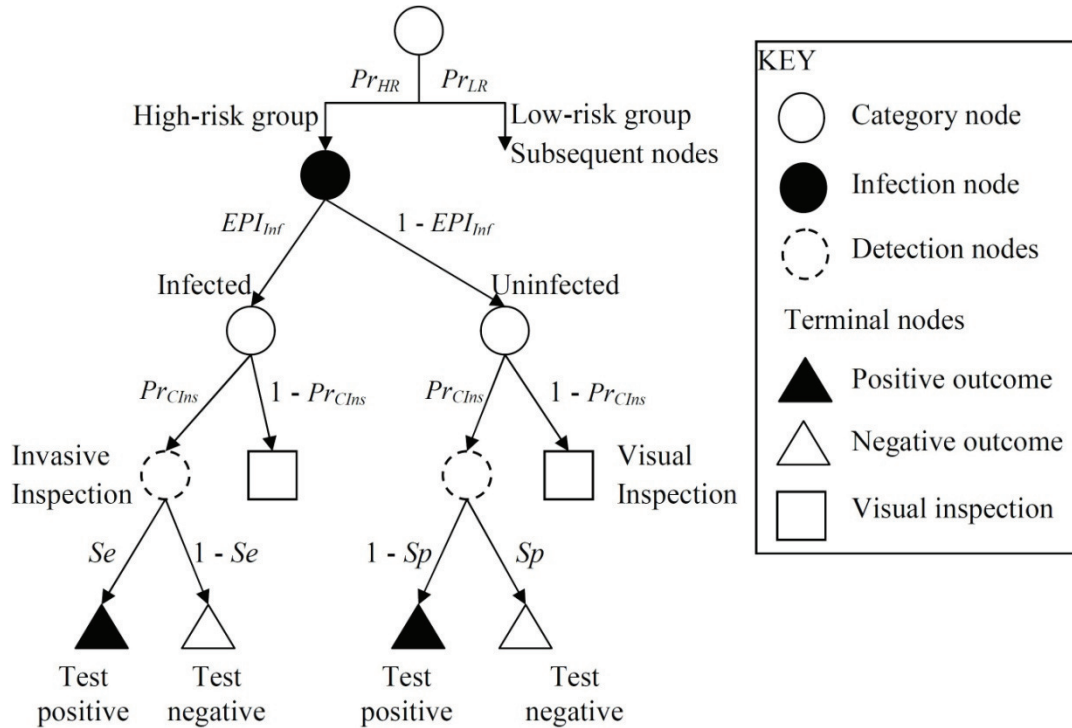 Pr_HR Pr_LR
High-risk group
Low-risk group
Subsequent nodes
EPI_Inf
1 - EPI_Inf
Infected
Uninfected
Pr_CIns
1 - Pr_CIns
Pr_CIns
1 - Pr_CIns
Invasive
Inspection
Visual
Inspection
Se
1 - Se
1 - Sp
Sp
Test
positive
Test
negative
Test
positive
Test
negative
KEY
Category node
Infection node
Detection nodes
Terminal nodes
Positive outcome
Negative outcome
Visual inspection